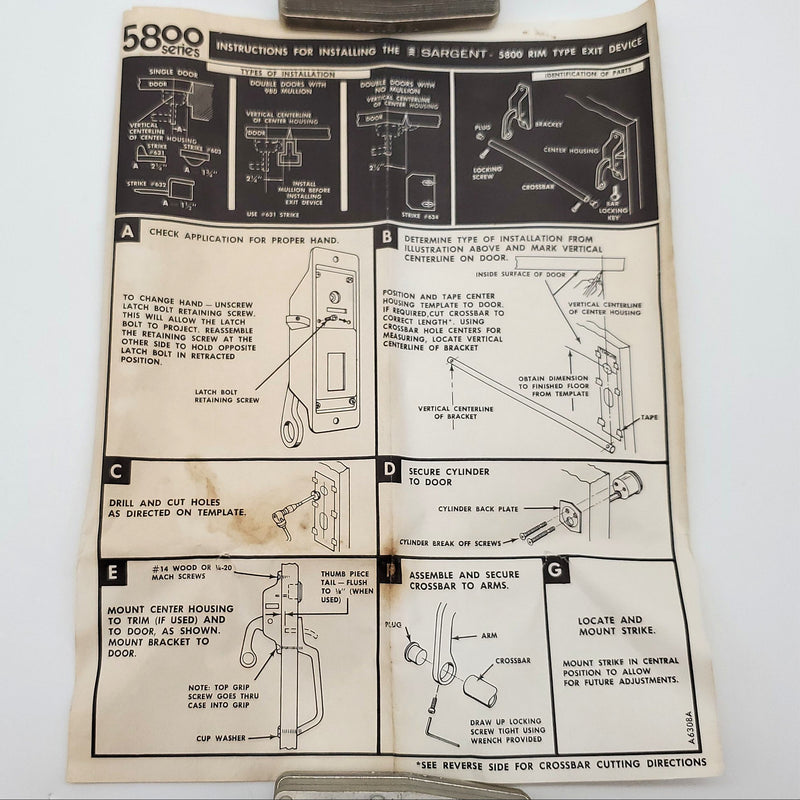 5800
series
INSTRUCTIONS FOR INSTALLING THE SARGENT 5800 RIM TYPE EXIT DEVICE
TYPES OF INSTALLATION
SINGLE DOOR
DOOR
VERTICAL
CENTERLINE
OF CENTER
HOUSING
A
STRIKE
#631
A 2½"
STRIKE #603
A 1¾"
STRIKE #632
A 1½"
DOUBLE DOORS WITH
980 MULLION
VERTICAL CENTERLINE
OF CENTER HOUSING
DOOR
2½"
INSTALL
MULLION BEFORE
INSTALLING
EXIT DEVICE
USE #631 STRIKE
DOUBLE DOORS WITH
NO MULLION
VERTICAL CENTERLINE
OF CENTER HOUSING
DOOR
2½"
STRIKE #634
IDENTIFICATION OF PARTS
PLUG
BRACKET
CENTER HOUSING
LOCKING
SCREW
CROSSBAR
BAR
LOCKING
KEY
A
CHECK APPLICATION FOR PROPER HAND.
TO CHANGE HAND — UNSCREW
LATCH BOLT RETAINING SCREW.
THIS WILL ALLOW THE LATCH
BOLT TO PROJECT. REASSEMBLE
THE RETAINING SCREW AT THE
OTHER SIDE TO HOLD OPPOSITE
LATCH BOLT IN RETRACTED
POSITION.
LATCH BOLT
RETAINING SCREW
B
DETERMINE TYPE OF INSTALLATION FROM
ILLUSTRATION ABOVE AND MARK VERTICAL
CENTERLINE ON DOOR.
INSIDE SURFACE OF DOOR
POSITION AND TAPE CENTER
HOUSING TEMPLATE TO DOOR.
IF REQUIRED, CUT CROSSBAR TO
CORRECT LENGTH*. USING
CROSSBAR HOLE CENTERS FOR
MEASURING, LOCATE VERTICAL
CENTERLINE OF BRACKET
VERTICAL CENTERLINE
OF CENTER HOUSING
OBTAIN DIMENSION
TO FINISHED FLOOR
FROM TEMPLATE
VERTICAL CENTERLINE
OF BRACKET
TAPE
C
DRILL AND CUT HOLES
AS DIRECTED ON TEMPLATE.
D
SECURE CYLINDER
TO DOOR
CYLINDER BACK PLATE
CYLINDER BREAK OFF SCREWS
E
#14 WOOD OR ¼-20
MACH SCREWS
THUMB PIECE
TAIL — FLUSH
TO ⅛" (WHEN
USED)
MOUNT CENTER HOUSING
TO TRIM (IF USED) AND
TO DOOR, AS SHOWN.
MOUNT BRACKET TO
DOOR.
NOTE: TOP GRIP
SCREW GOES THRU
CASE INTO GRIP
CUP WASHER
F
ASSEMBLE AND SECURE
CROSSBAR TO ARMS.
PLUG
ARM
CROSSBAR
DRAW UP LOCKING
SCREW TIGHT USING
WRENCH PROVIDED
G
LOCATE AND
MOUNT STRIKE.
MOUNT STRIKE IN CENTRAL
POSITION TO ALLOW
FOR FUTURE ADJUSTMENTS.
A6308A
*SEE REVERSE SIDE FOR CROSSBAR CUTTING DIRECTIONS